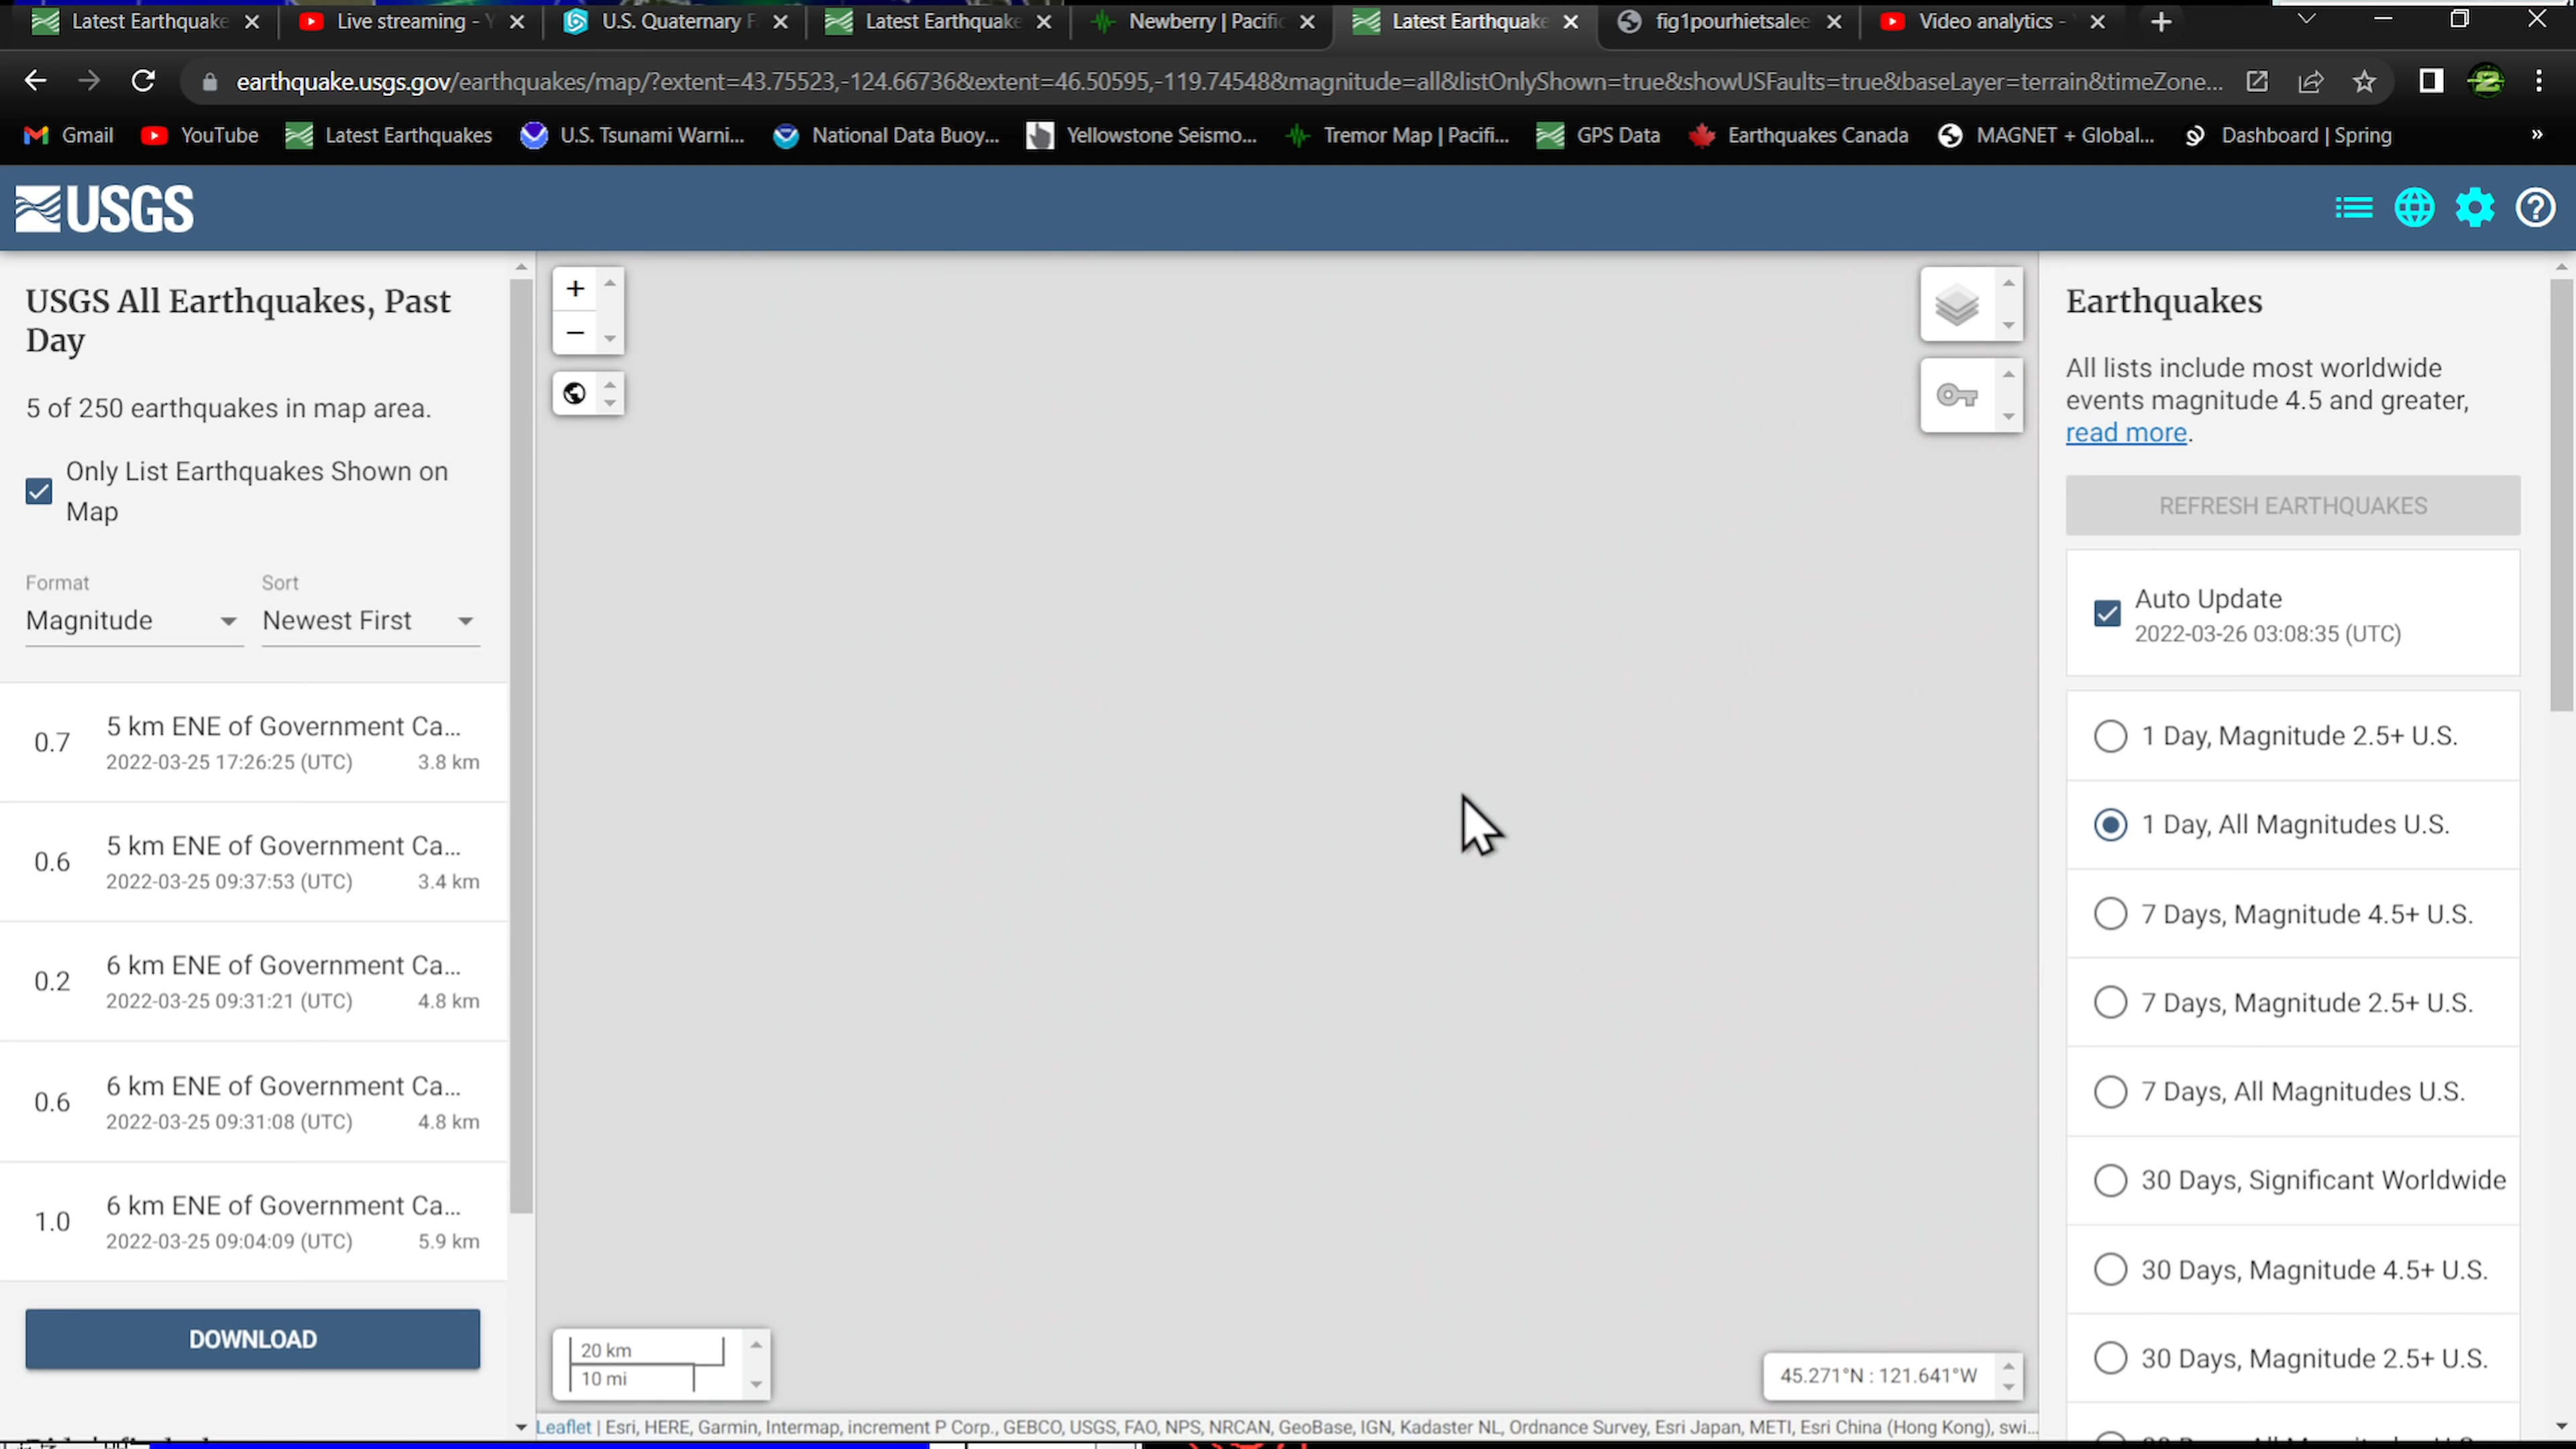 Latest Earthquake
Live streaming - Y
U.S. Quaternary F
Latest Earthquake
Newberry | Pacific
Latest Earthquake
fig1pourhietsalee
Video analytics -
earthquake.usgs.gov/earthquakes/map/?extent=43.75523,-124.66736&extent=46.50595,-119.74548&magnitude=all&listOnlyShown=true&showUSFaults=true&baseLayer=terrain&timeZone...
Gmail
YouTube
Latest Earthquakes
U.S. Tsunami Warni...
National Data Buoy...
Yellowstone Seismo...
Tremor Map | Pacifi...
GPS Data
Earthquakes Canada
MAGNET + Global...
Dashboard | Spring
»
USGS
USGS All Earthquakes, Past
Day
5 of 250 earthquakes in map area.
Only List Earthquakes Shown on
Map
Format
Magnitude
Sort
Newest First
0.7
5 km ENE of Government Ca...
2022-03-25 17:26:25 (UTC)
3.8 km
0.6
5 km ENE of Government Ca...
2022-03-25 09:37:53 (UTC)
3.4 km
0.2
6 km ENE of Government Ca...
2022-03-25 09:31:21 (UTC)
4.8 km
0.6
6 km ENE of Government Ca...
2022-03-25 09:31:08 (UTC)
4.8 km
1.0
6 km ENE of Government Ca...
2022-03-25 09:04:09 (UTC)
5.9 km
DOWNLOAD
+
−
20 km
10 mi
45.271°N : 121.641°W
Leaflet | Esri, HERE, Garmin, Intermap, increment P Corp., GEBCO, USGS, FAO, NPS, NRCAN, GeoBase, IGN, Kadaster NL, Ordnance Survey, Esri Japan, METI, Esri China (Hong Kong), swi...
Earthquakes
All lists include most worldwide
events magnitude 4.5 and greater,
read more.
REFRESH EARTHQUAKES
Auto Update
2022-03-26 03:08:35 (UTC)
1 Day, Magnitude 2.5+ U.S.
1 Day, All Magnitudes U.S.
7 Days, Magnitude 4.5+ U.S.
7 Days, Magnitude 2.5+ U.S.
7 Days, All Magnitudes U.S.
30 Days, Significant Worldwide
30 Days, Magnitude 4.5+ U.S.
30 Days, Magnitude 2.5+ U.S.